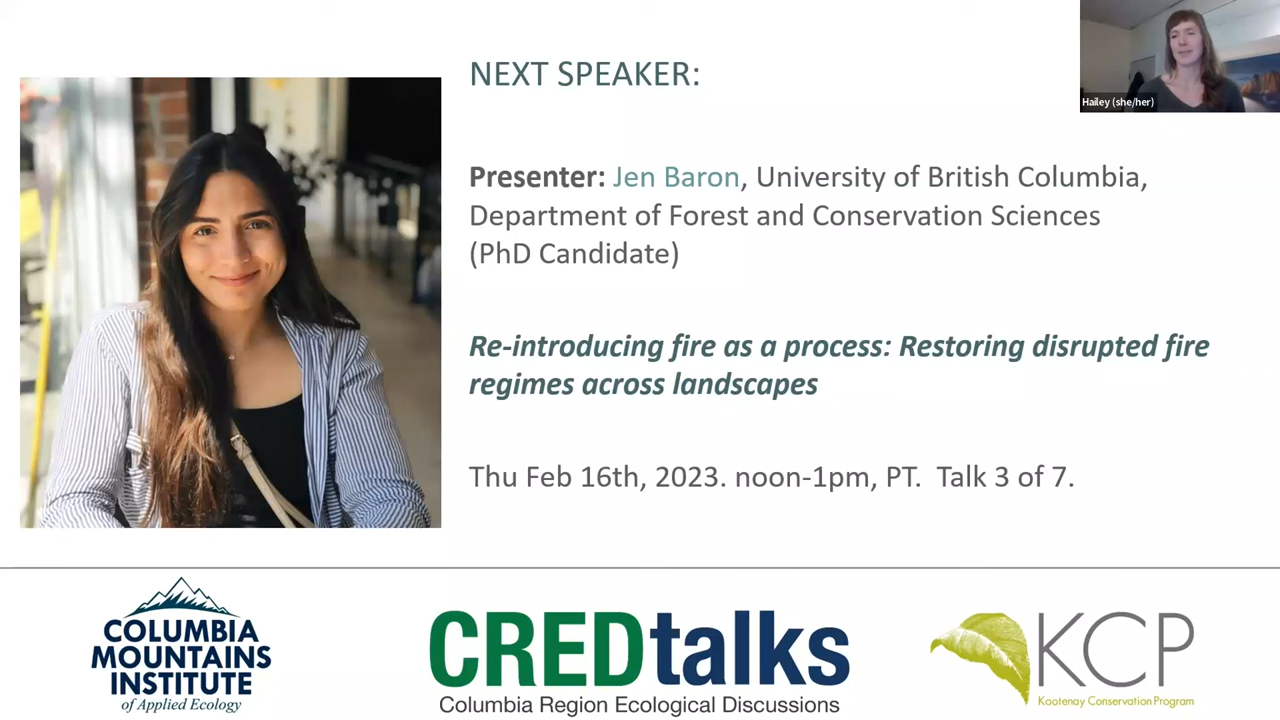 NEXT SPEAKER:
Hailey (she/her)
Presenter: Jen Baron, University of British Columbia,
Department of Forest and Conservation Sciences
(PhD Candidate)
Re-introducing fire as a process: Restoring disrupted fire
regimes across landscapes
Thu Feb 16th, 2023. noon-1pm, PT.  Talk 3 of 7.
COLUMBIA
MOUNTAINS
INSTITUTE
of Applied Ecology
CREDtalks
Columbia Region Ecological Discussions
KCP
Kootenay Conservation Program